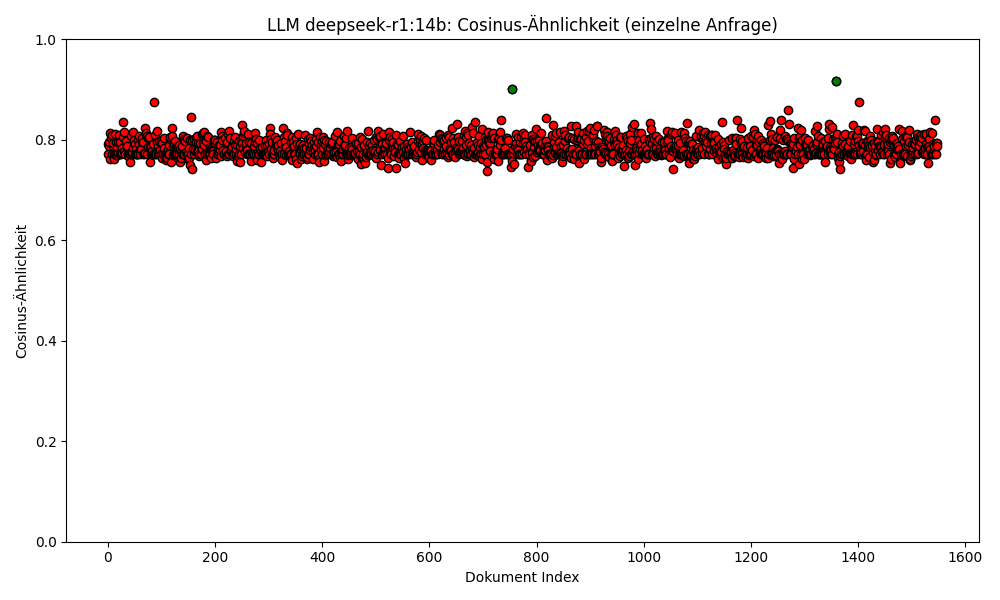 LLM deepseek-r1:14b: Cosinus-Ähnlichkeit (einzelne Anfrage)
1.0
0.8
0.6
0.4
0.2
0.0
Cosinus-Ähnlichkeit
0 200 400 600 800 1000 1200 1400 1600
Dokument Index